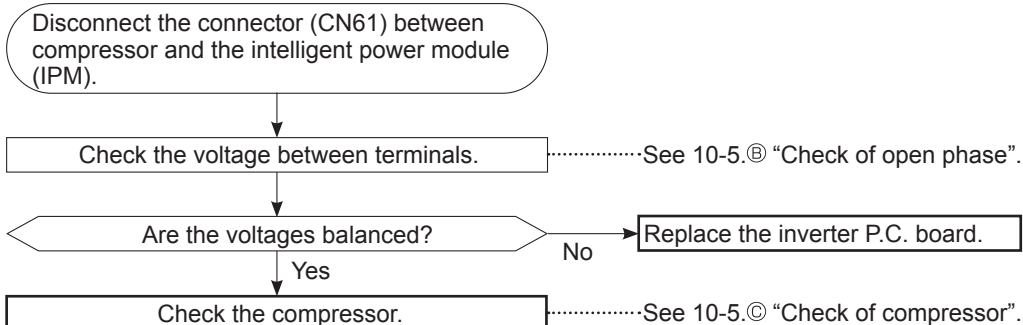 Disconnect the connector (CN61) between
compressor and the intelligent power module
(IPM).
Check the voltage between terminals.
See 10-5.Ⓑ “Check of open phase”.
Are the voltages balanced?
No
Replace the inverter P.C. board.
Yes
Check the compressor.
See 10-5.Ⓒ “Check of compressor”.